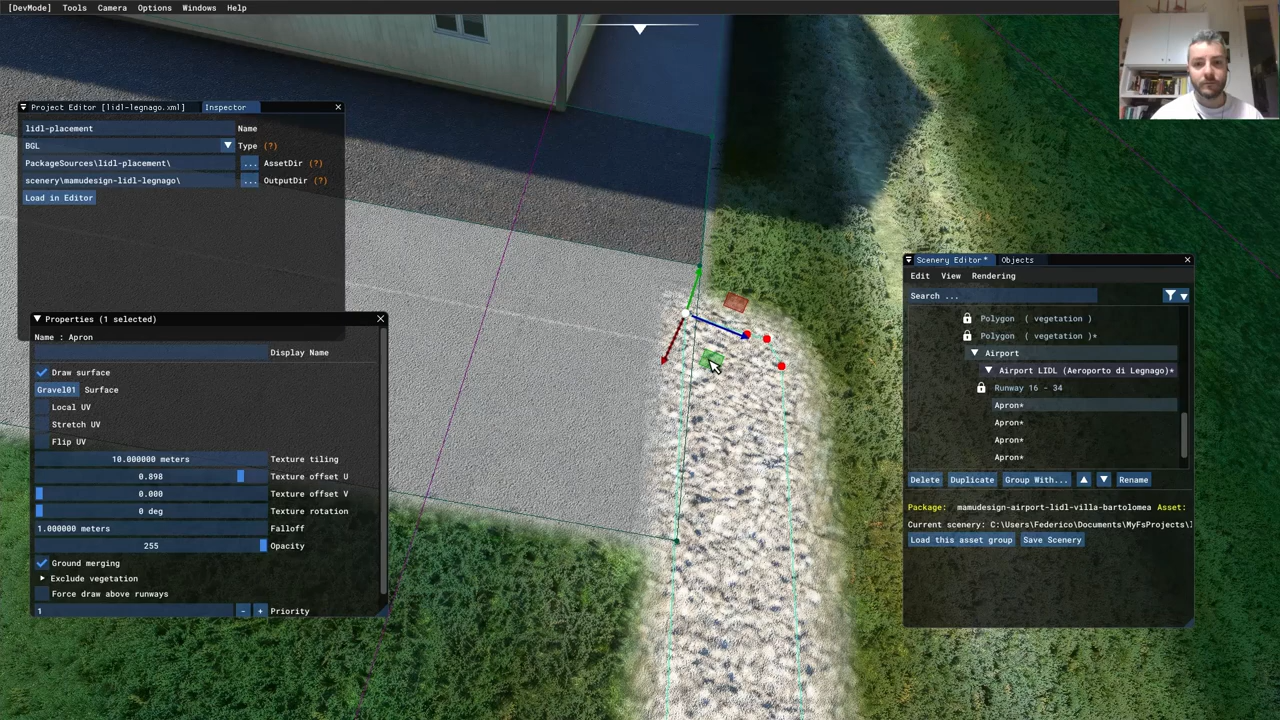 [DevMode] Tools Camera Options Windows Help
Project Editor [lidl-legnago.xml] Inspector
lidl-placement Name
BGL Type (?)
PackageSources\lidl-placement\ ... AssetDir (?)
scenery\mamudesign-lidl-legnago\ ... OutputDir (?)
Load in Editor
Properties (1 selected)
Name : Apron
Display Name
Draw surface
Gravel01 Surface
Local UV
Stretch UV
Flip UV
10.000000 meters Texture tiling
0.898 Texture offset U
0.000 Texture offset V
0 deg Texture rotation
1.000000 meters Falloff
255 Opacity
Ground merging
Exclude vegetation
Force draw above runways
1 - + Priority
Scenery Editor* Objects
Edit View Rendering
Search ...
Polygon ( vegetation )
Polygon ( vegetation )*
Airport
Airport LIDL (Aeroporto di Legnago)*
Runway 16 - 34
Apron*
Apron*
Apron*
Apron*
Delete Duplicate Group With... Rename
Package: mamudesign-airport-lidl-villa-bartolomea Asset:
Current scenery: C:\Users\Federico\Documents\MyFsProjects\
Load this asset group Save Scenery